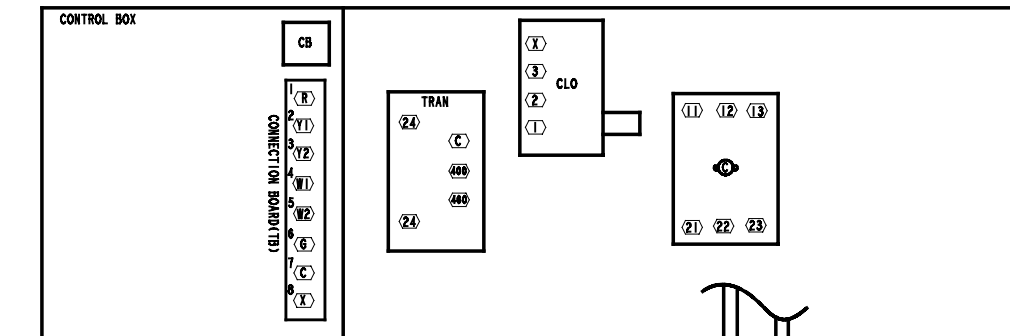 CONTROL BOX
CB
CONNECTION BOARD(TB)
1 R
2 Y1
3 Y2
4 W1
5 W2
6 G
7 C
8 X
TRAN
24
C
400
460
24
X
3
2
1
CLO
11 12 13
C
21 22 23